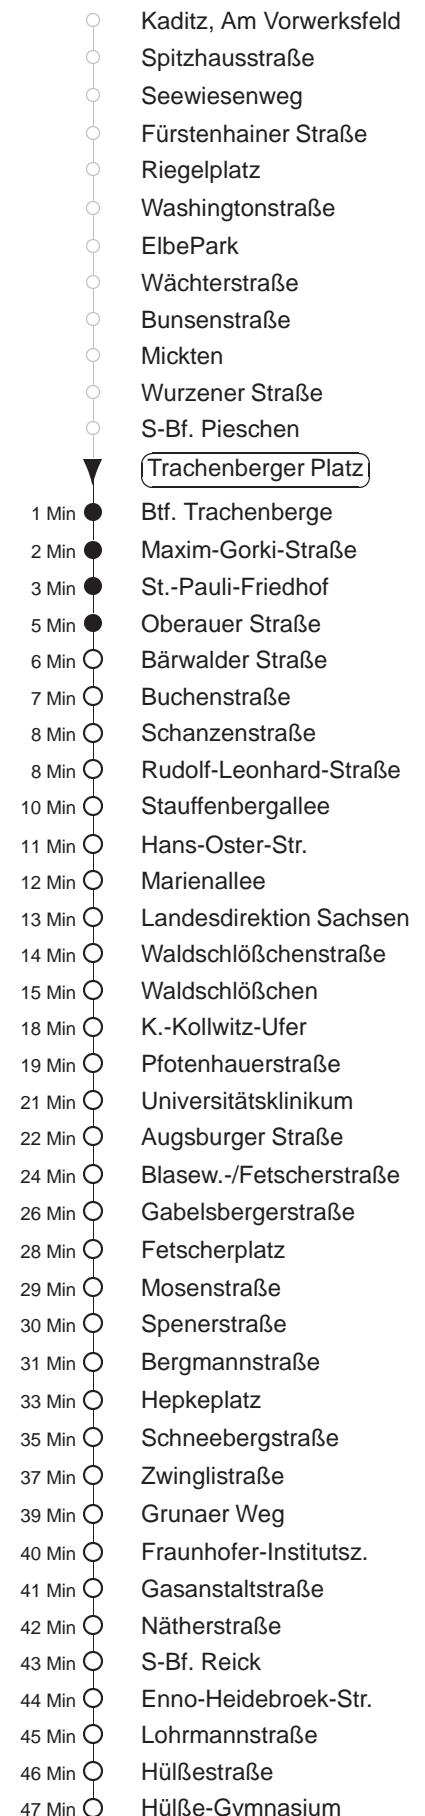 Kaditz, Am Vorwerksfeld
Spitzhausstraße
Seewiesenweg
Fürstenhainer Straße
Riegelplatz
Washingtonstraße
ElbePark
Wächterstraße
Bunsenstraße
Mickten
Wurzener Straße
S-Bf. Pieschen
Trachenberger Platz
1 Min Btf. Trachenberge
2 Min Maxim-Gorki-Straße
3 Min St.-Pauli-Friedhof
5 Min Oberauer Straße
6 Min Bärwalder Straße
7 Min Buchenstraße
8 Min Schanzenstraße
8 Min Rudolf-Leonhard-Straße
10 Min Stauffenbergallee
11 Min Hans-Oster-Str.
12 Min Marienallee
13 Min Landesdirektion Sachsen
14 Min Waldschlößchenstraße
15 Min Waldschlößchen
18 Min K.-Kollwitz-Ufer
19 Min Pfotenhauerstraße
21 Min Universitätsklinikum
22 Min Augsburger Straße
24 Min Blasew.-/Fetscherstraße
26 Min Gabelsbergerstraße
28 Min Fetscherplatz
29 Min Mosenstraße
30 Min Spenerstraße
31 Min Bergmannstraße
33 Min Hepkeplatz
35 Min Schneebergstraße
37 Min Zwinglistraße
39 Min Grunaer Weg
40 Min Fraunhofer-Institutsz.
41 Min Gasanstaltstraße
42 Min Nätherstraße
43 Min S-Bf. Reick
44 Min Enno-Heidebroek-Str.
45 Min Lohrmannstraße
46 Min Hülßestraße
47 Min Hülße-Gymnasium